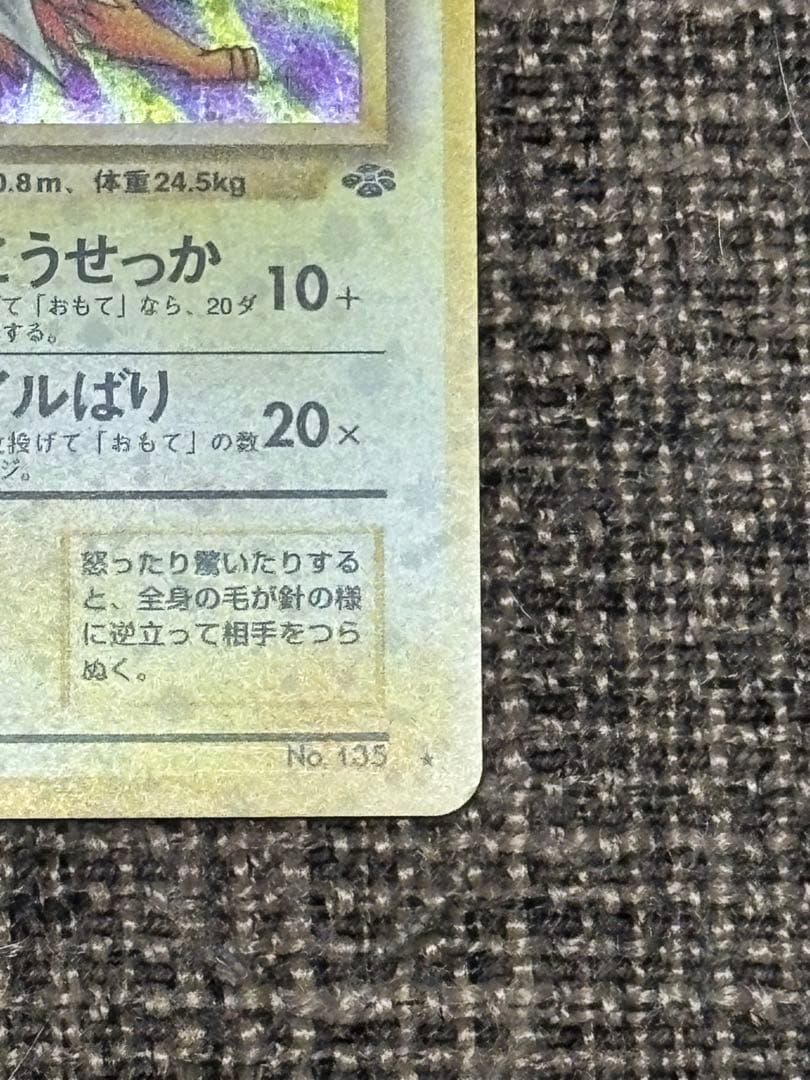 0.8m、体重24.5kg
こうせっか 10+
て「おもて」なら、20ダ
する。
イルばり 20×
投げて「おもて」の数
ジ。
怒ったり驚いたりする
と、全身の毛が針の様
に逆立って相手をつら
ぬく。
No. 135 ★